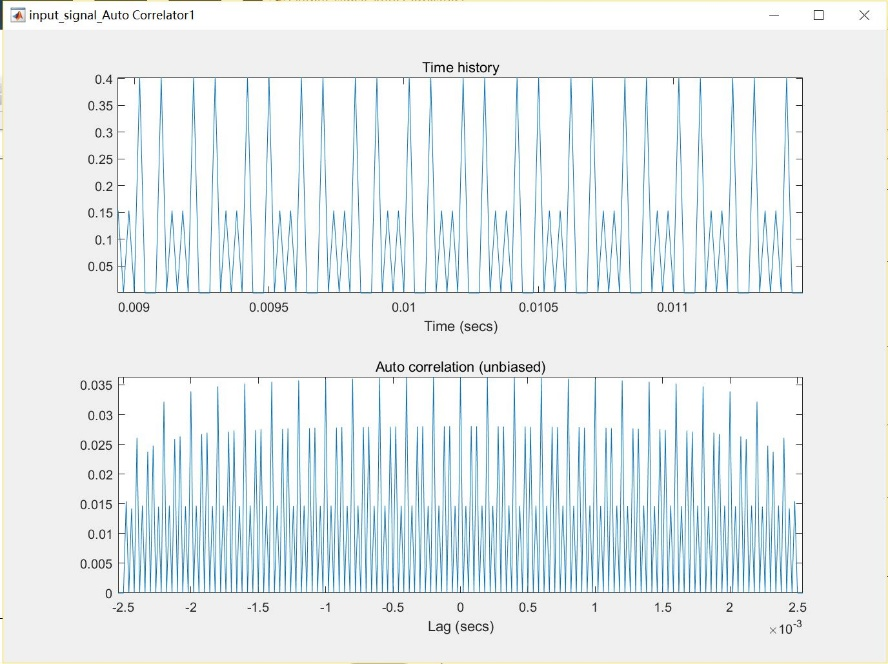 input_signal_Auto Correlator1
Time history
0.4
0.35
0.3
0.25
0.2
0.15
0.1
0.05
0.009 0.0095 0.01 0.0105 0.011
Time (secs)
Auto correlation (unbiased)
0.035
0.03
0.025
0.02
0.015
0.01
0.005
0
-2.5 -2 -1.5 -1 -0.5 0 0.5 1 1.5 2 2.5
Lag (secs)
×10⁻³